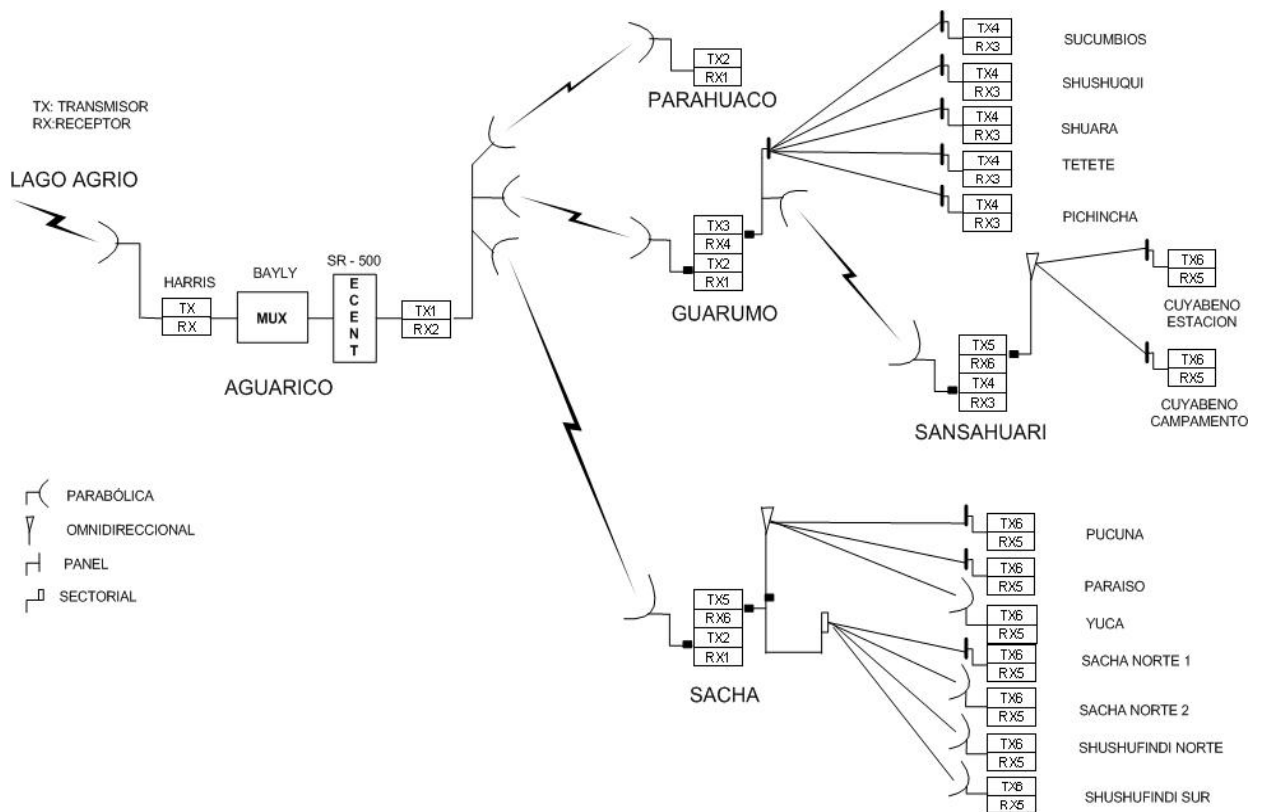 TX: TRANSMISOR
RX:RECEPTOR
LAGO AGRIO
HARRIS
TX
RX
BAYLY
MUX
SR - 500
E
C
E
N
T
TX1
RX2
AGUARICO
TX2
RX1
PARAHUACO
TX3
RX4
TX2
RX1
GUARUMO
TX4
RX3
SUCUMBIOS
TX4
RX3
SHUSHUQUI
TX4
RX3
SHUARA
TX4
RX3
TETETE
TX4
RX3
PICHINCHA
TX5
RX6
TX4
RX3
SANSAHUARI
TX6
RX5
CUYABENO
ESTACION
TX6
RX5
CUYABENO
CAMPAMENTO
PARABÓLICA
OMNIDIRECCIONAL
PANEL
SECTORIAL
TX5
RX6
TX2
RX1
SACHA
TX6
RX5
PUCUNA
TX6
RX5
PARAISO
TX6
RX5
YUCA
TX6
RX5
SACHA NORTE 1
TX6
RX5
SACHA NORTE 2
TX6
RX5
SHUSHUFINDI NORTE
TX6
RX5
SHUSHUFINDI SUR